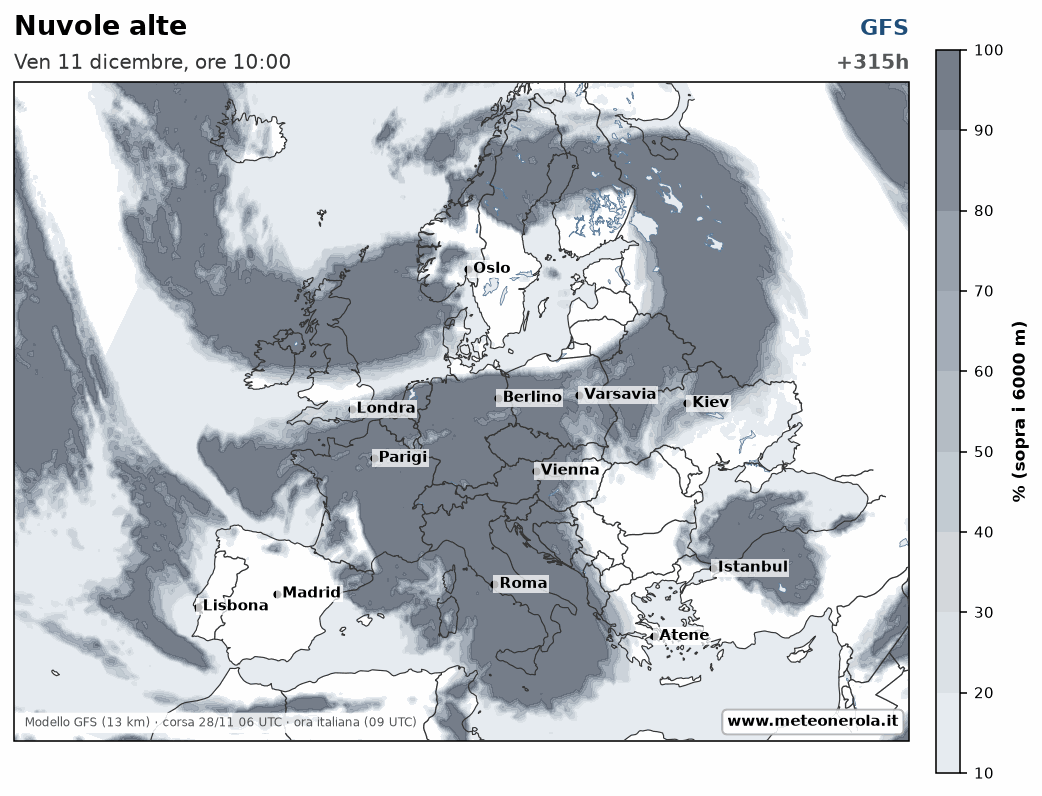 Nuvole alte
GFS
Ven 11 dicembre, ore 10:00
+315h
100
90
80
70
60
50
40
30
20
10
% (sopra i 6000 m)
Oslo
Londra
Berlino
Varsavia
Kiev
Parigi
Vienna
Istanbul
Roma
Madrid
Lisbona
Atene
Modello GFS (13 km) · corsa 28/11 06 UTC · ora italiana (09 UTC)
www.meteonerola.it